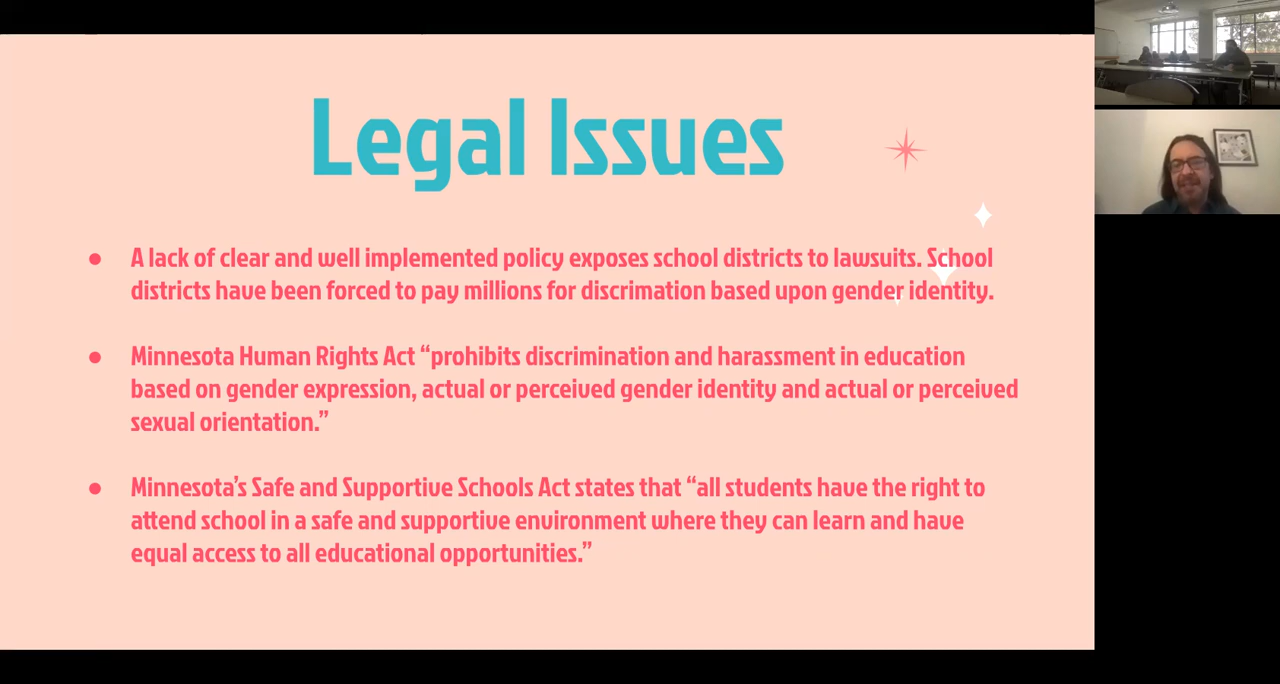 Legal Issues
● A lack of clear and well implemented policy exposes school districts to lawsuits. School
districts have been forced to pay millions for discrimation based upon gender identity.
● Minnesota Human Rights Act “prohibits discrimination and harassment in education
based on gender expression, actual or perceived gender identity and actual or perceived
sexual orientation.”
● Minnesota’s Safe and Supportive Schools Act states that “all students have the right to
attend school in a safe and supportive environment where they can learn and have
equal access to all educational opportunities.”